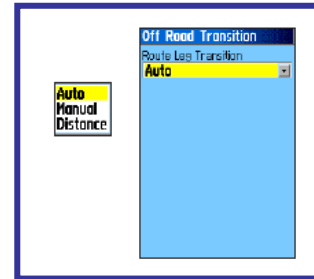 Off Road Transition
Route Leg Transition
Auto
Auto
Manual
Distance